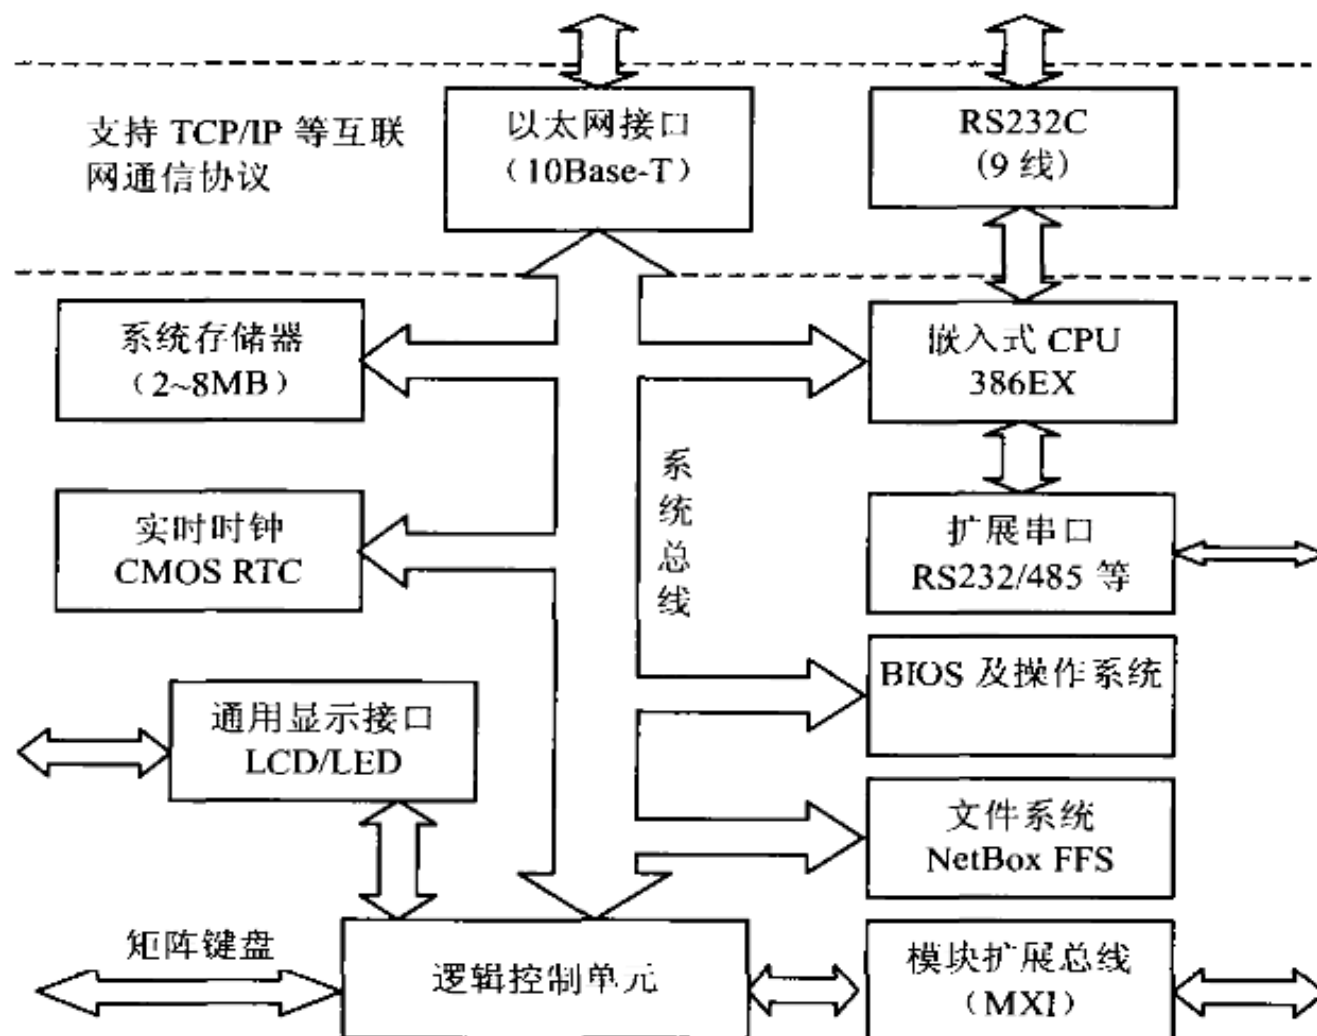 支持 TCP/IP 等互联
网通信协议
以太网接口
（10Base-T）
RS232C
(9 线)
系统存储器
（2~8MB）
嵌入式 CPU
386EX
系统总线
实时时钟
CMOS RTC
扩展串口
RS232/485 等
BIOS 及操作系统
通用显示接口
LCD/LED
文件系统
NetBox FFS
矩阵键盘
逻辑控制单元
模块扩展总线
（MXI）